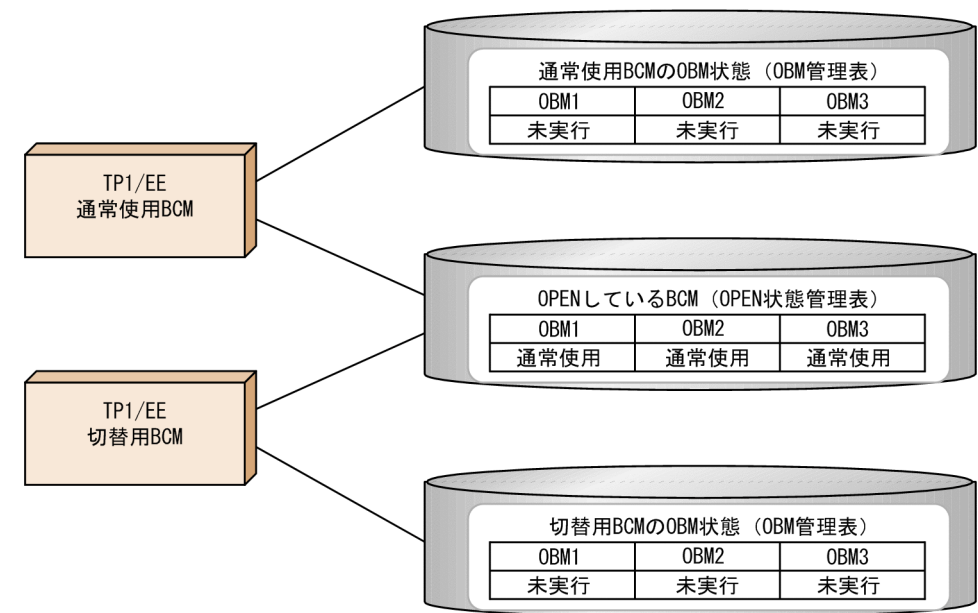 通常使用BCMのOBM状態（OBM管理表）
OBM1 OBM2 OBM3
未実行 未実行 未実行
TP1/EE
通常使用BCM
OPENしているBCM（OPEN状態管理表）
OBM1 OBM2 OBM3
通常使用 通常使用 通常使用
TP1/EE
切替用BCM
切替用BCMのOBM状態（OBM管理表）
OBM1 OBM2 OBM3
未実行 未実行 未実行